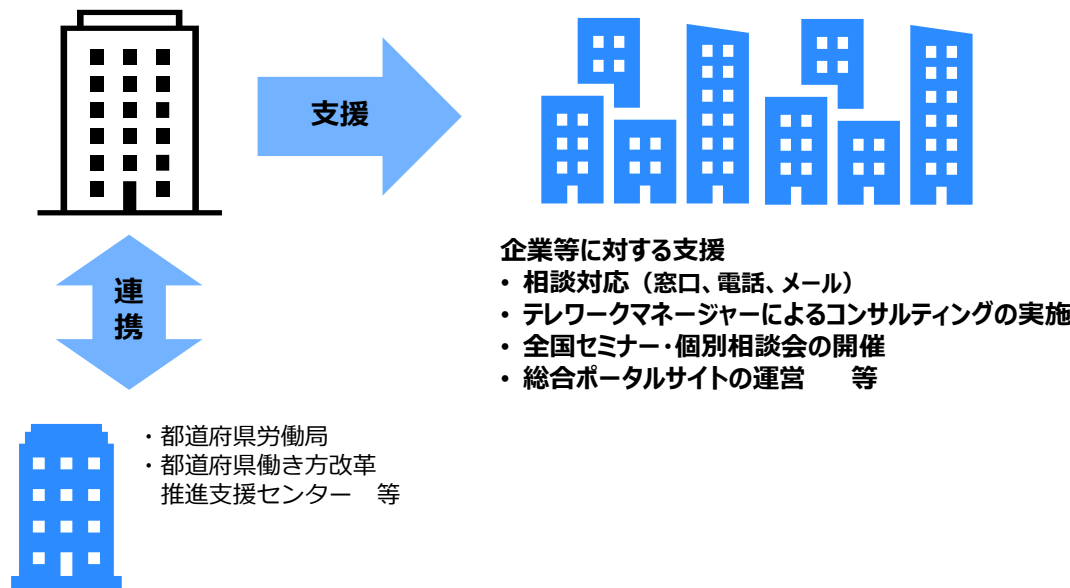 支援
連
携
企業等に対する支援
• 相談対応（窓口、電話、メール）
• テレワークマネージャーによるコンサルティングの実施
• 全国セミナー・個別相談会の開催
• 総合ポータルサイトの運営　　等
・都道府県労働局
・都道府県働き方改革
推進支援センター　等